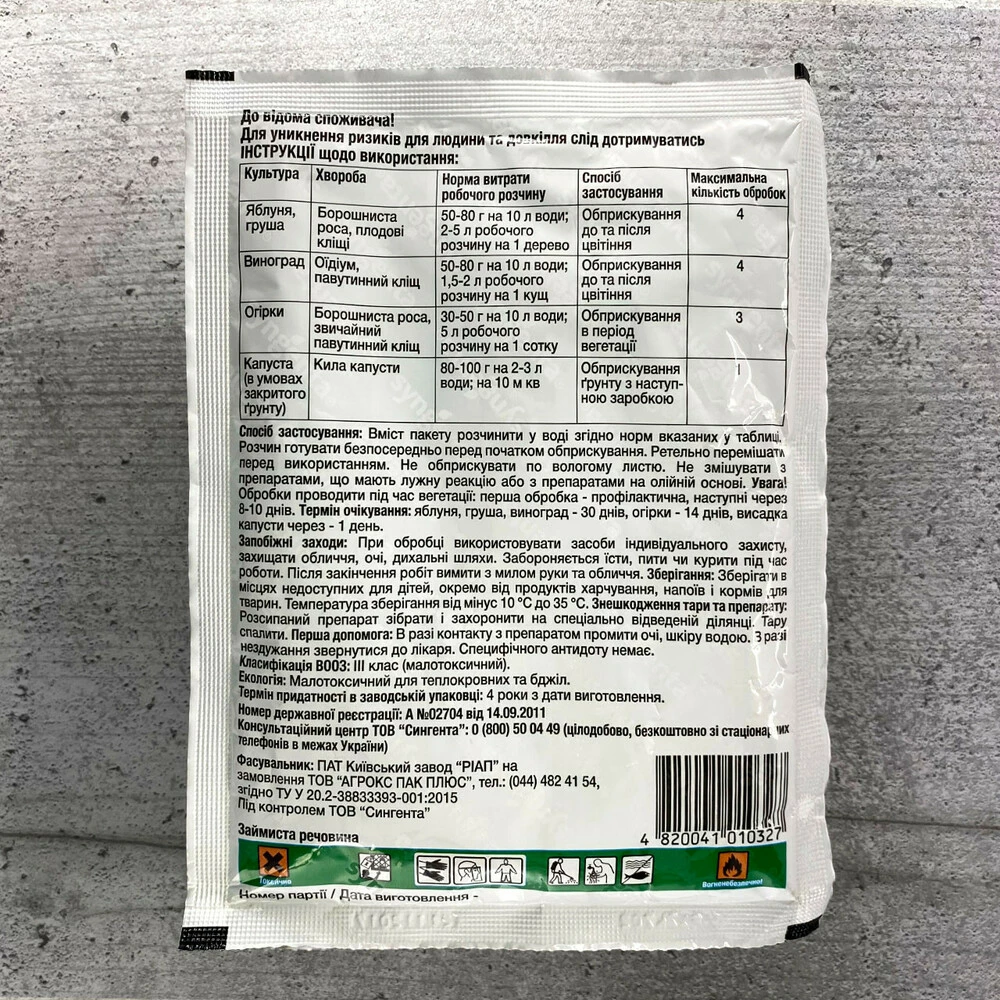 До відома споживача!
Для уникнення ризиків для людини та довкілля слід дотримуватись
ІНСТРУКЦІЇ щодо використання:
Культура Хвороба Норма витрати робочого розчину Спосіб застосування Максимальна кількість обробок
Яблуня, груша Борошниста роса, плодові кліщі 50-80 г на 10 л води; 2-5 л робочого розчину на 1 дерево Обприскування до та після цвітіння 4
Виноград Оїдіум, павутинний кліщ 50-80 г на 10 л води; 1,5-2 л робочого розчину на 1 кущ Обприскування до та після цвітіння 4
Огірки Борошниста роса, звичайний павутинний кліщ 30-50 г на 10 л води; 5 л робочого розчину на 1 сотку Обприскування в період вегетації 3
Капуста (в умовах закритого ґрунту) Кила капусти 80-100 г на 2-3 л води; на 10 м кв Обприскування ґрунту з наступ-ною заробкою 1
Спосіб застосування: Вміст пакету розчинити у воді згідно норм вказаних у таблиці.
Розчин готувати безпосередньо перед початком обприскування. Ретельно перемішати
перед використанням. Не обприскувати по вологому листю. Не змішувати з
препаратами, що мають лужну реакцію або з препаратами на олійній основі. Увага!
Обробки проводити під час вегетації: перша обробка - профілактична, наступні через
8-10 днів. Термін очікування: яблуня, груша, виноград - 30 днів, огірки - 14 днів, висадка
капусти через - 1 день.
Запобіжні заходи: При обробці використовувати засоби індивідуального захисту,
захищати обличчя, очі, дихальні шляхи. Забороняється їсти, пити чи курити під час
роботи. Після закінчення робіт вимити з милом руки та обличчя. Зберігання: Зберігати в
місцях недоступних для дітей, окремо від продуктів харчування, напоїв і кормів для
тварин. Температура зберігання від мінус 10 °С до 35 °С. Знешкодження тари та препарату:
Розсипаний препарат зібрати і захоронити на спеціально відведеній ділянці. Тару
спалити. Перша допомога: В разі контакту з препаратом промити очі, шкіру водою. В разі
нездужання звернутися до лікаря. Специфічного антидоту немає.
Класифікація ВООЗ: III клас (малотоксичний).
Екологія: Малотоксичний для теплокровних та бджіл.
Термін придатності в заводській упаковці: 4 роки з дати виготовлення.
Номер державної реєстрації: А №02704 від 14.09.2011
Консультаційний центр ТОВ "Сингента": 0 (800) 50 04 49 (цілодобово, безкоштовно зі стаціонарних
телефонів в межах України)
Фасувальник: ПАТ Київський завод "РІАП" на
замовлення ТОВ "АГРОКС ПАК ПЛЮС", тел.: (044) 482 41 54,
згідно ТУ У 20.2-38833393-001:2015
Під контролем ТОВ "Сингента"
4 820041 010327
Займиста речовина
Токсично
Вогненебезпечно!
Номер партії / Дата виготовлення -